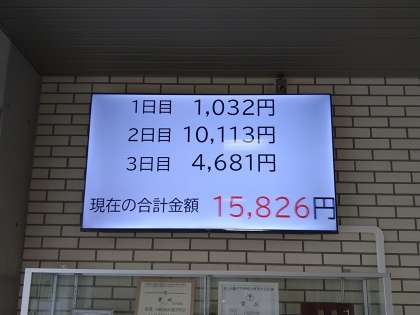 1日目 1,032円
2日目 10,113円
3日目 4,681円
現在の合計金額 15,826円